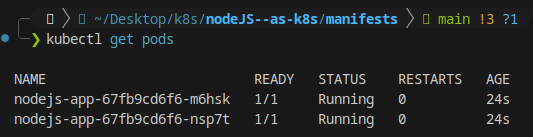 ~/Desktop/k8s/nodeJS--as-k8s/manifests main !3 ?1
❯ kubectl get pods
NAME READY STATUS RESTARTS AGE
nodejs-app-67fb9cd6f6-m6hsk 1/1 Running 0 24s
nodejs-app-67fb9cd6f6-nsp7t 1/1 Running 0 24s